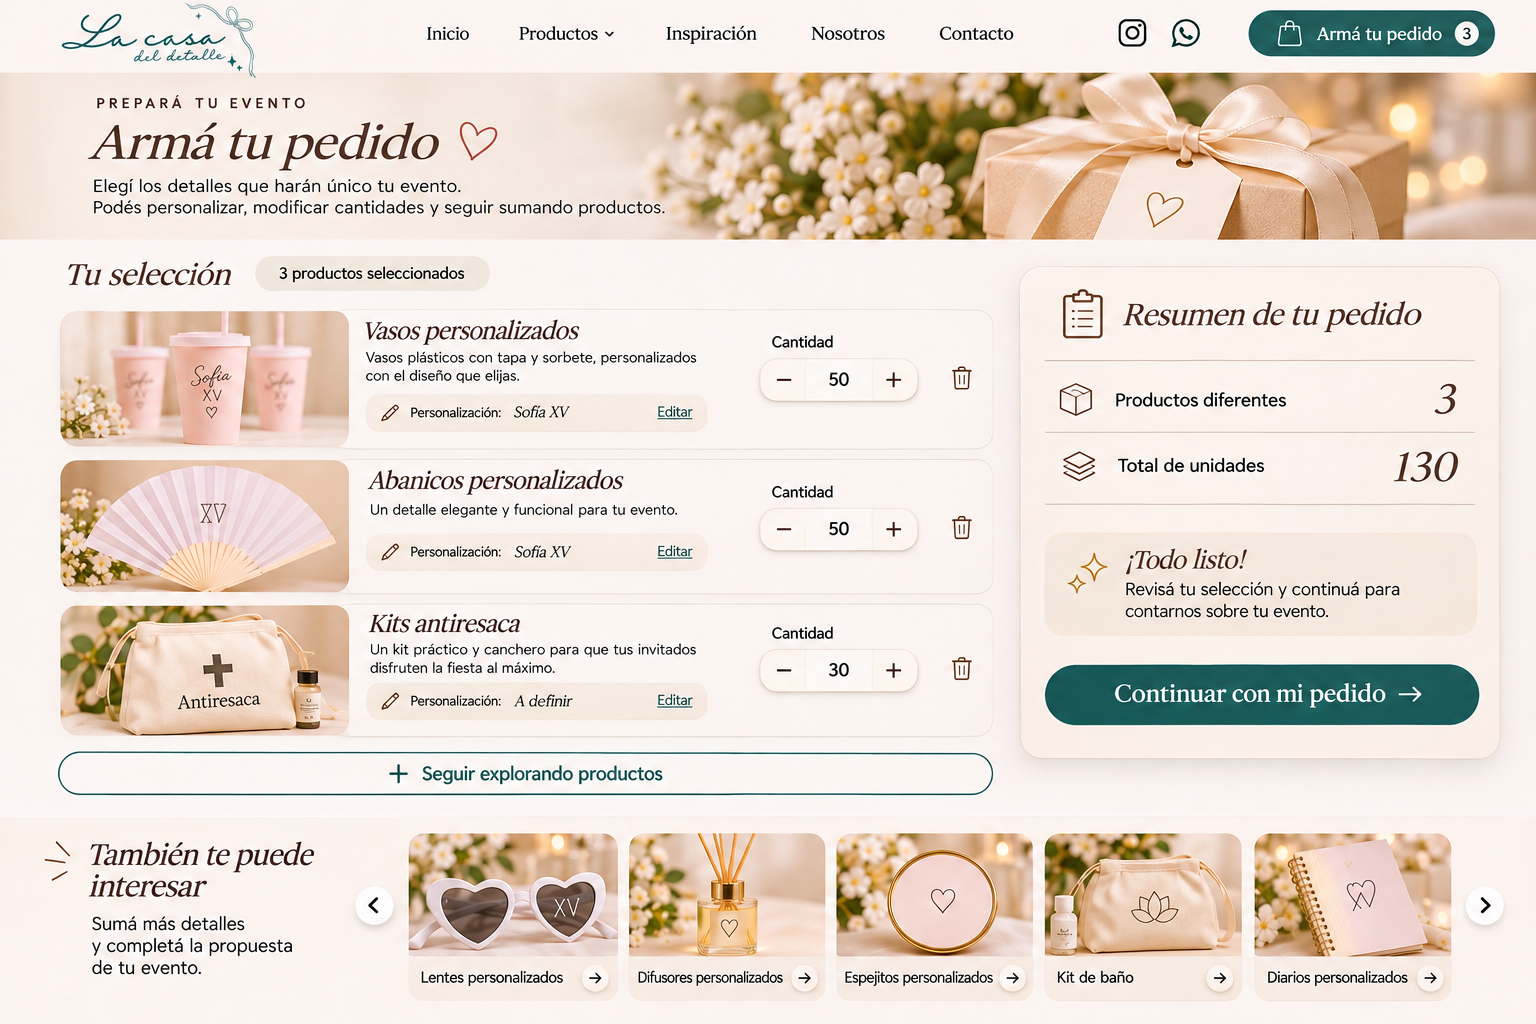 La casa
del detalle
Inicio
Productos
Inspiración
Nosotros
Contacto
Armá tu pedido 3
PREPARÁ TU EVENTO
Armá tu pedido
Elegí los detalles que harán único tu evento.
Podés personalizar, modificar cantidades y seguir sumando productos.
Tu selección
3 productos seleccionados
Sofía
XV
Vasos personalizados
Vasos plásticos con tapa y sorbete, personalizados
con el diseño que elijas.
Personalización: Sofía XV Editar
Cantidad
− 50 +
XV
Abanicos personalizados
Un detalle elegante y funcional para tu evento.
Personalización: Sofía XV Editar
Cantidad
− 50 +
Antiresaca
Kits antiresaca
Un kit práctico y canchero para que tus invitados
disfruten la fiesta al máximo.
Personalización: A definir Editar
Cantidad
− 30 +
+ Seguir explorando productos
Resumen de tu pedido
Productos diferentes 3
Total de unidades 130
¡Todo listo!
Revisá tu selección y continuá para
contarnos sobre tu evento.
Continuar con mi pedido →
También te puede
interesar
Sumá más detalles
y completá la propuesta
de tu evento.
XV
Lentes personalizados
Difusores personalizados
Espejitos personalizados
Kit de baño
Diarios personalizados